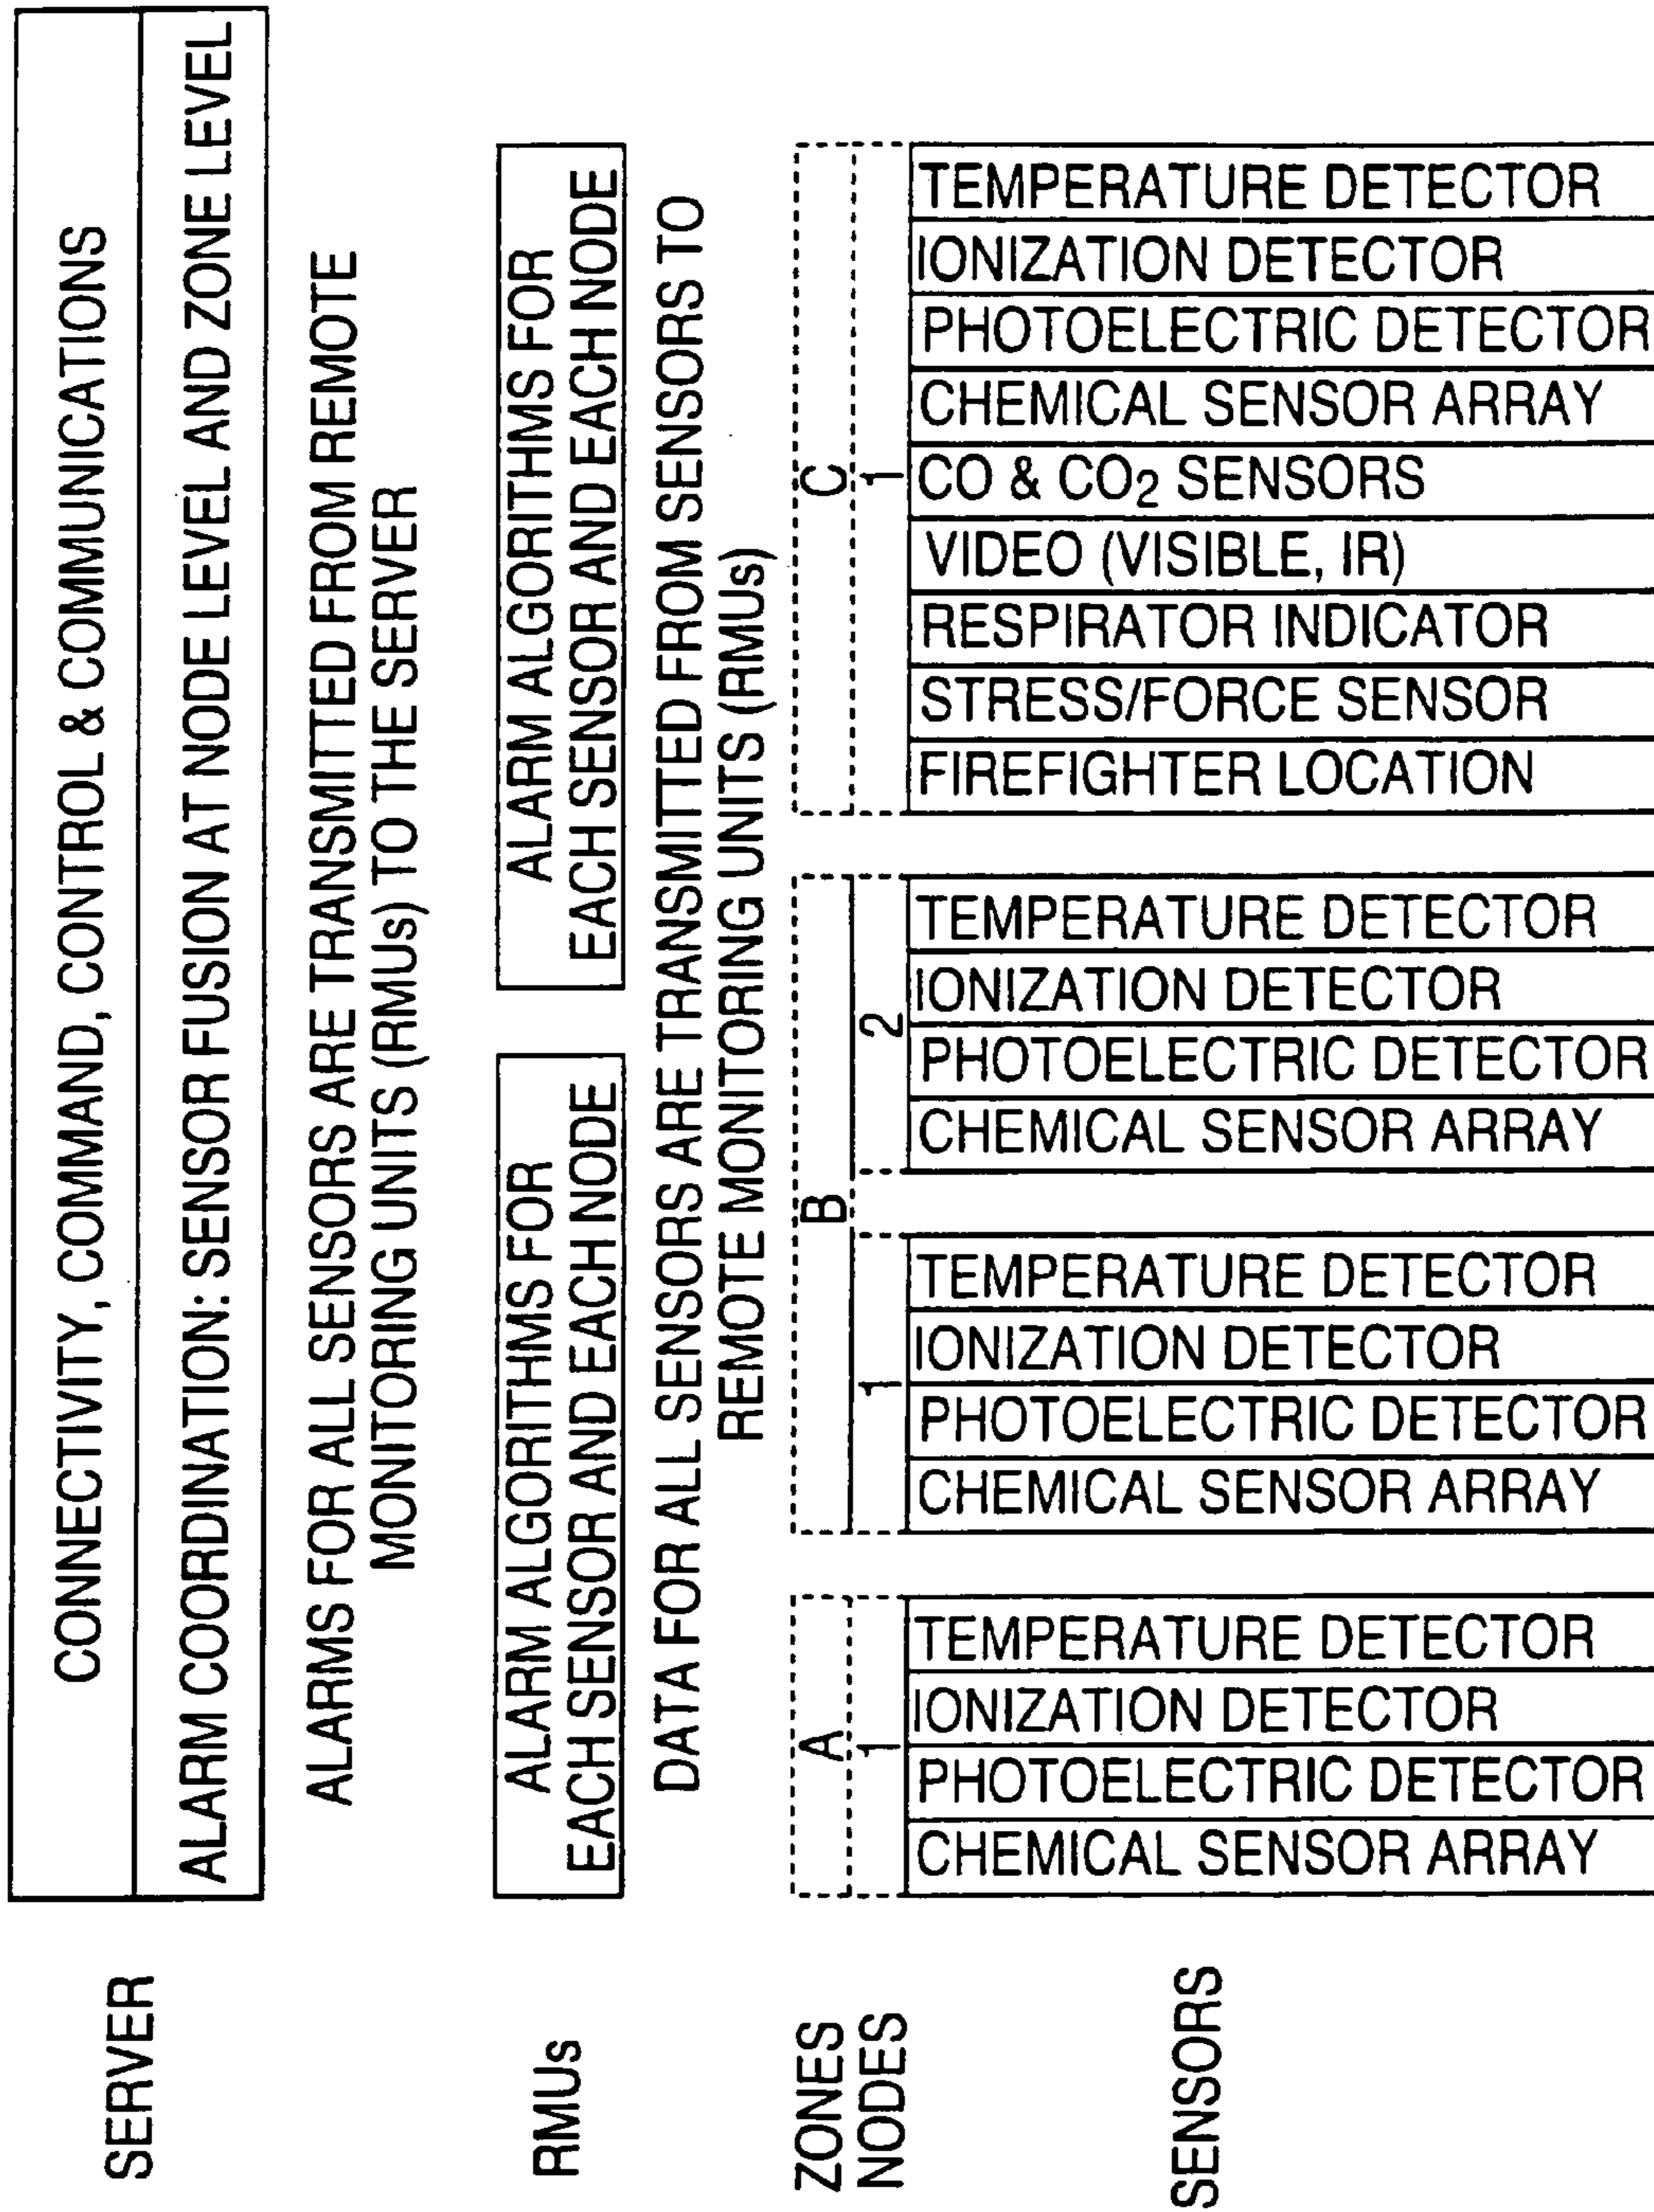 SERVER
CONNECTIVITY, COMMAND, CONTROL & COMMUNICATIONS
ALARM COORDINATION: SENSOR FUSION AT NODE LEVEL AND ZONE LEVEL
ALARMS FOR ALL SENSORS ARE TRANSMITTED FROM REMOTE
MONITORING UNITS (RMUs) TO THE SERVER
RMUs
ALARM ALGORITHMS FOR
EACH SENSOR AND EACH NODE
ALARM ALGORITHMS FOR
EACH SENSOR AND EACH NODE
DATA FOR ALL SENSORS ARE TRANSMITTED FROM SENSORS TO
REMOTE MONITORING UNITS (RMUs)
ZONES
A
B
C
NODES
1
1
2
1
SENSORS
CHEMICAL SENSOR ARRAY
PHOTOELECTRIC DETECTOR
IONIZATION DETECTOR
TEMPERATURE DETECTOR
CHEMICAL SENSOR ARRAY
PHOTOELECTRIC DETECTOR
IONIZATION DETECTOR
TEMPERATURE DETECTOR
CHEMICAL SENSOR ARRAY
PHOTOELECTRIC DETECTOR
IONIZATION DETECTOR
TEMPERATURE DETECTOR
FIREFIGHTER LOCATION
STRESS/FORCE SENSOR
RESPIRATOR INDICATOR
VIDEO (VISIBLE, IR)
CO & CO2 SENSORS
CHEMICAL SENSOR ARRAY
PHOTOELECTRIC DETECTOR
IONIZATION DETECTOR
TEMPERATURE DETECTOR